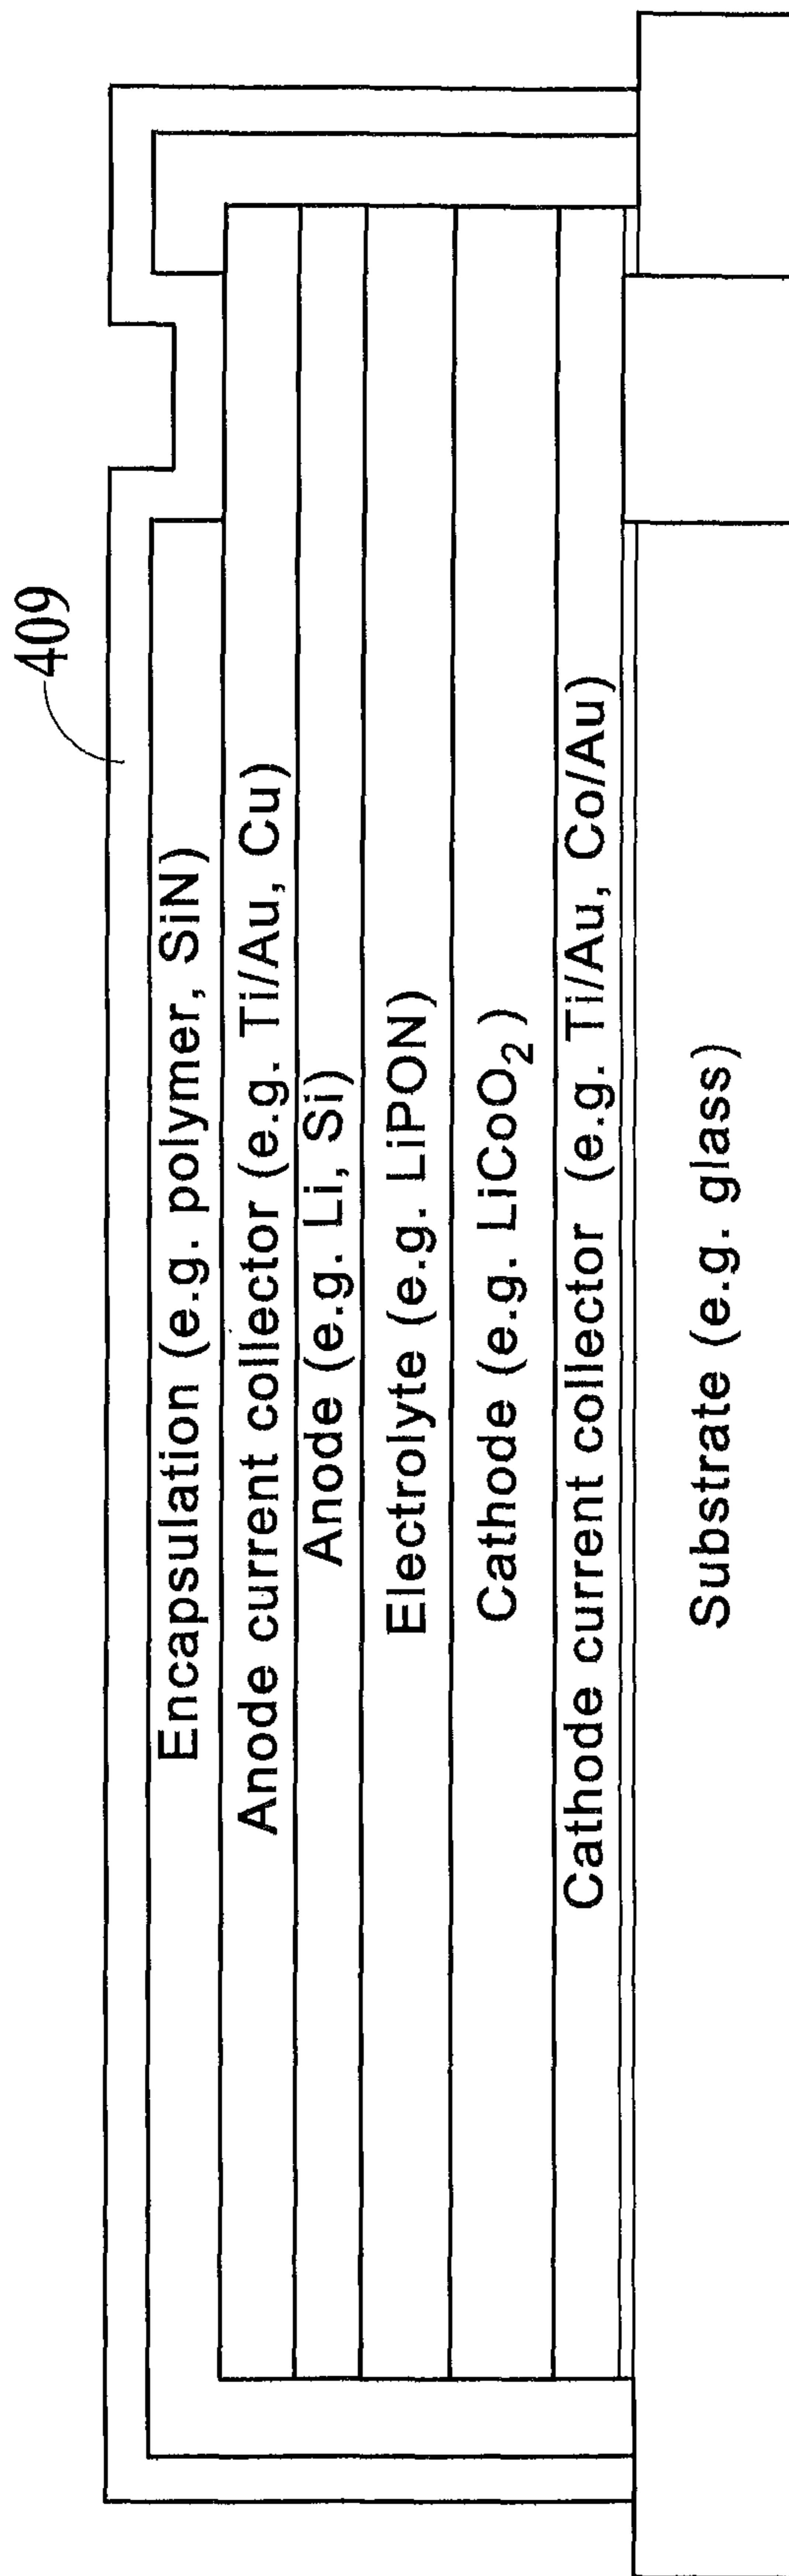 409
Encapsulation (e.g. polymer, SiN)
Anode current collector (e.g. Ti/Au, Cu)
Anode (e.g. Li, Si)
Electrolyte (e.g. LiPON)
Cathode (e.g. LiCoO₂)
Cathode current collector (e.g. Ti/Au, Co/Au)
Substrate (e.g. glass)